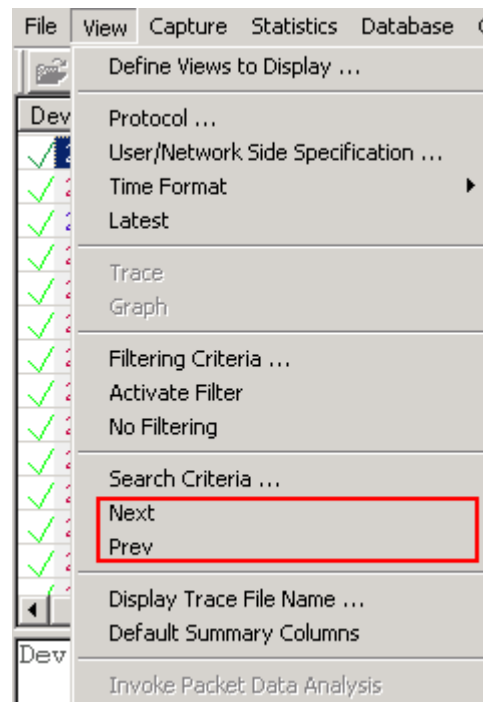 File View Capture Statistics Database
Define Views to Display ...
Dev
Protocol ...
User/Network Side Specification ...
Time Format
Latest
Trace
Graph
Filtering Criteria ...
Activate Filter
No Filtering
Search Criteria ...
Next
Prev
Display Trace File Name ...
Default Summary Columns
Dev
Invoke Packet Data Analysis